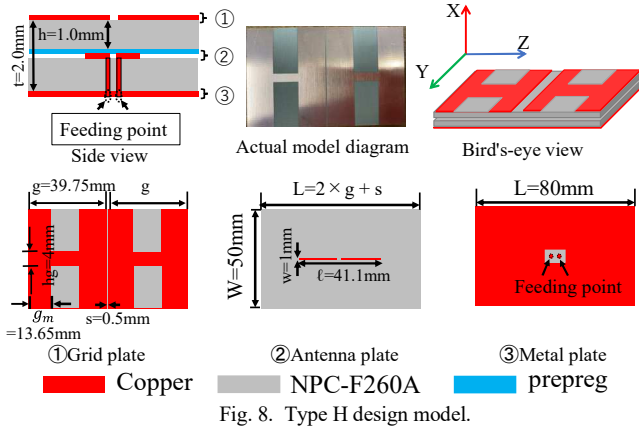 ①
h=1.0mm
t=2.0mm
②
③
Feeding point
Side view
Actual model diagram
X
Z
Y
Bird's-eye view
g=39.75mm
g
hg=4mm
gm
=13.65mm
s=0.5mm
①Grid plate
L=2 × g + s
W=50mm
w=1mm
ℓ=41.1mm
②Antenna plate
L=80mm
Feeding point
③Metal plate
Copper
NPC-F260A
prepreg
Fig. 8. Type H design model.